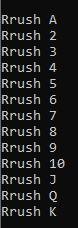 Rrush A
Rrush 2
Rrush 3
Rrush 4
Rrush 5
Rrush 6
Rrush 7
Rrush 8
Rrush 9
Rrush 10
Rrush J
Rrush Q
Rrush K